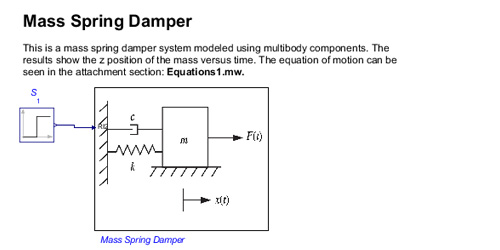 Mass Spring Damper
This is a mass spring damper system modeled using multibody components. The
results show the z position of the mass versus time. The equation of motion can be
seen in the attachment section: Equations1.mw.
S
1
c
m
F(t)
k
x(t)
Mass Spring Damper